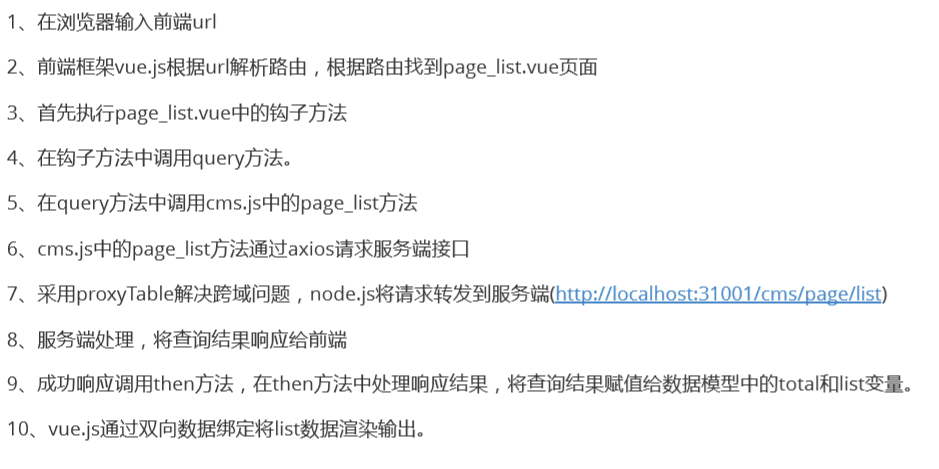 1、在浏览器输入前端url
2、前端框架vue.js根据url解析路由，根据路由找到page_list.vue页面
3、首先执行page_list.vue中的钩子方法
4、在钩子方法中调用query方法。
5、在query方法中调用cms.js中的page_list方法
6、cms.js中的page_list方法通过axios请求服务端接口
7、采用proxyTable解决跨域问题，node.js将请求转发到服务端(http://localhost:31001/cms/page/list)
8、服务端处理，将查询结果响应给前端
9、成功响应调用then方法，在then方法中处理响应结果，将查询结果赋值给数据模型中的total和list变量。
10、vue.js通过双向数据绑定将list数据渲染输出。